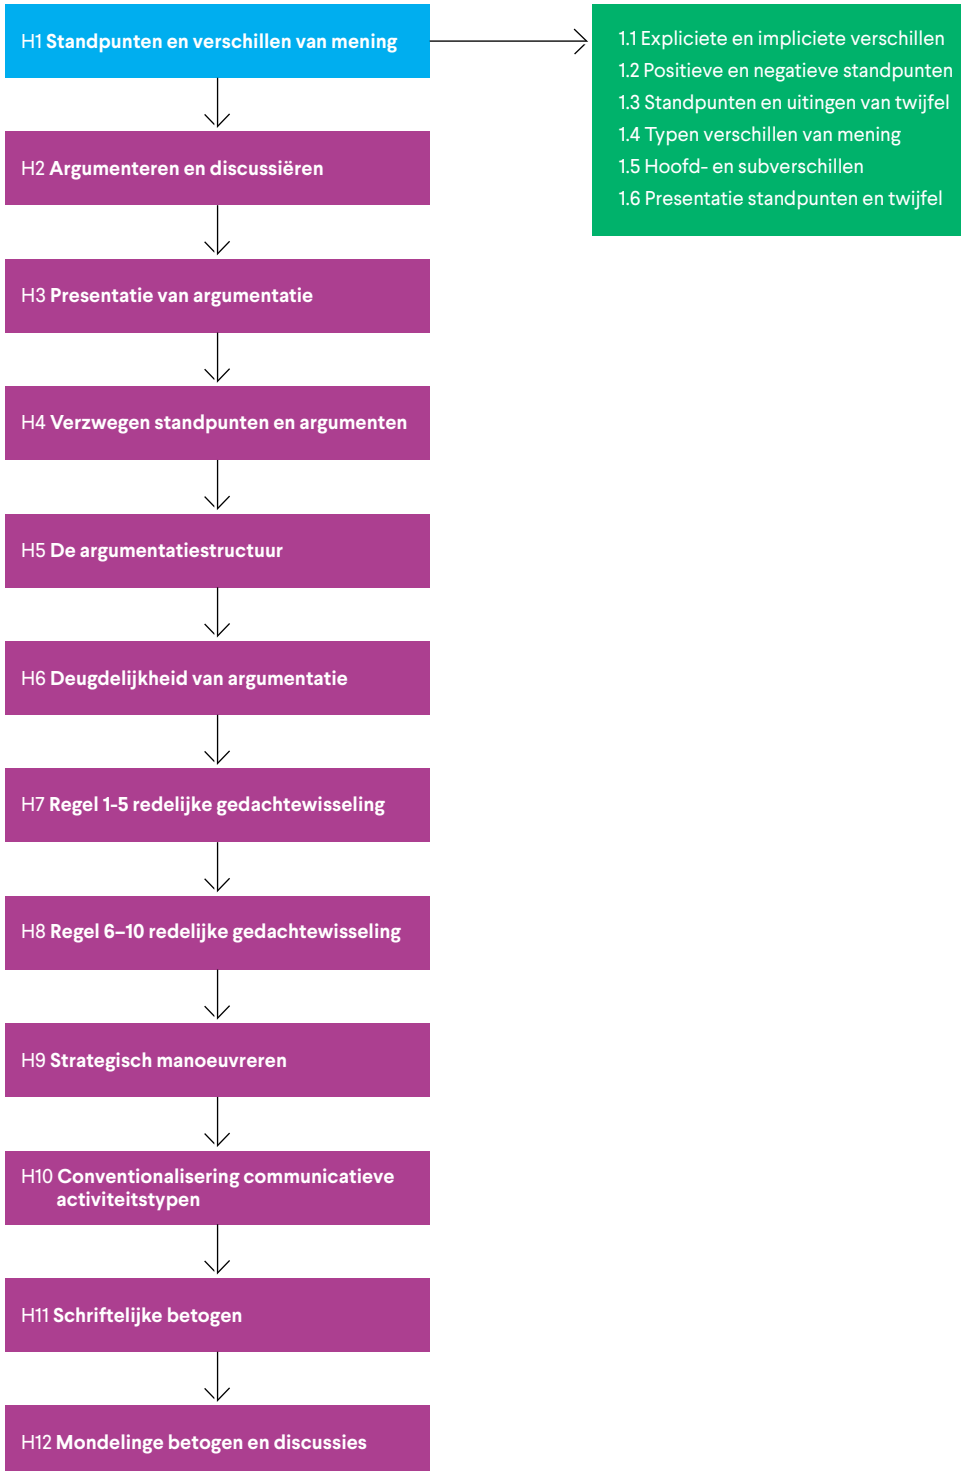 H1 Standpunten en verschillen van mening
1.1 Expliciete en impliciete verschillen
1.2 Positieve en negatieve standpunten
1.3 Standpunten en uitingen van twijfel
1.4 Typen verschillen van mening
1.5 Hoofd- en subverschillen
1.6 Presentatie standpunten en twijfel
H2 Argumenteren en discussiëren
H3 Presentatie van argumentatie
H4 Verzwegen standpunten en argumenten
H5 De argumentatiestructuur
H6 Deugdelijkheid van argumentatie
H7 Regel 1-5 redelijke gedachtewisseling
H8 Regel 6–10 redelijke gedachtewisseling
H9 Strategisch manoeuvreren
H10 Conventionalisering communicatieve
activiteitstypen
H11 Schriftelijke betogen
H12 Mondelinge betogen en discussies